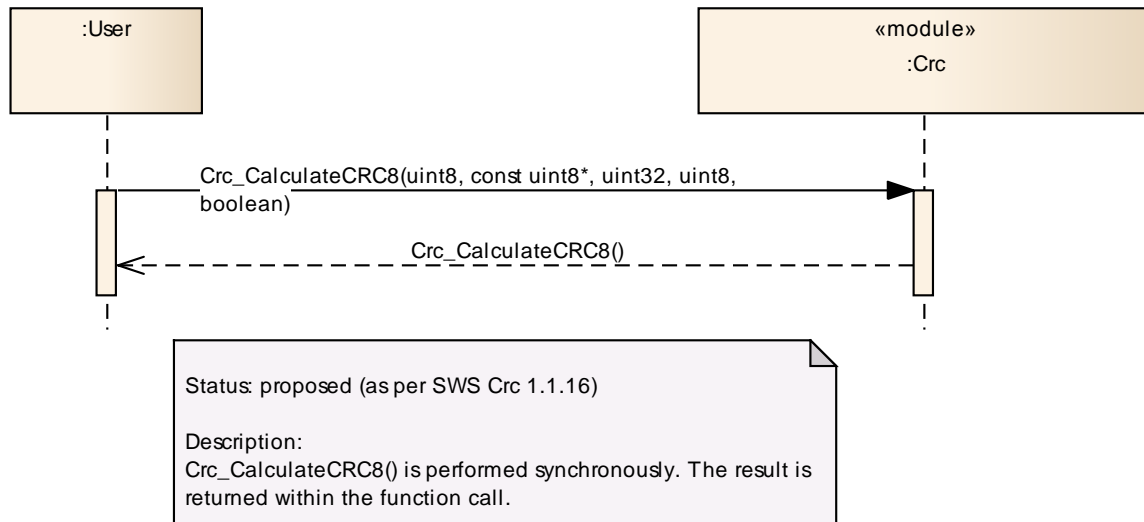 :User
«module»
:Crc
Crc_CalculateCRC8(uint8, const uint8*, uint32, uint8,
boolean)
Crc_CalculateCRC8()
Status: proposed (as per SWS Crc 1.1.16)
Description:
Crc_CalculateCRC8() is performed synchronously. The result is
returned within the function call.